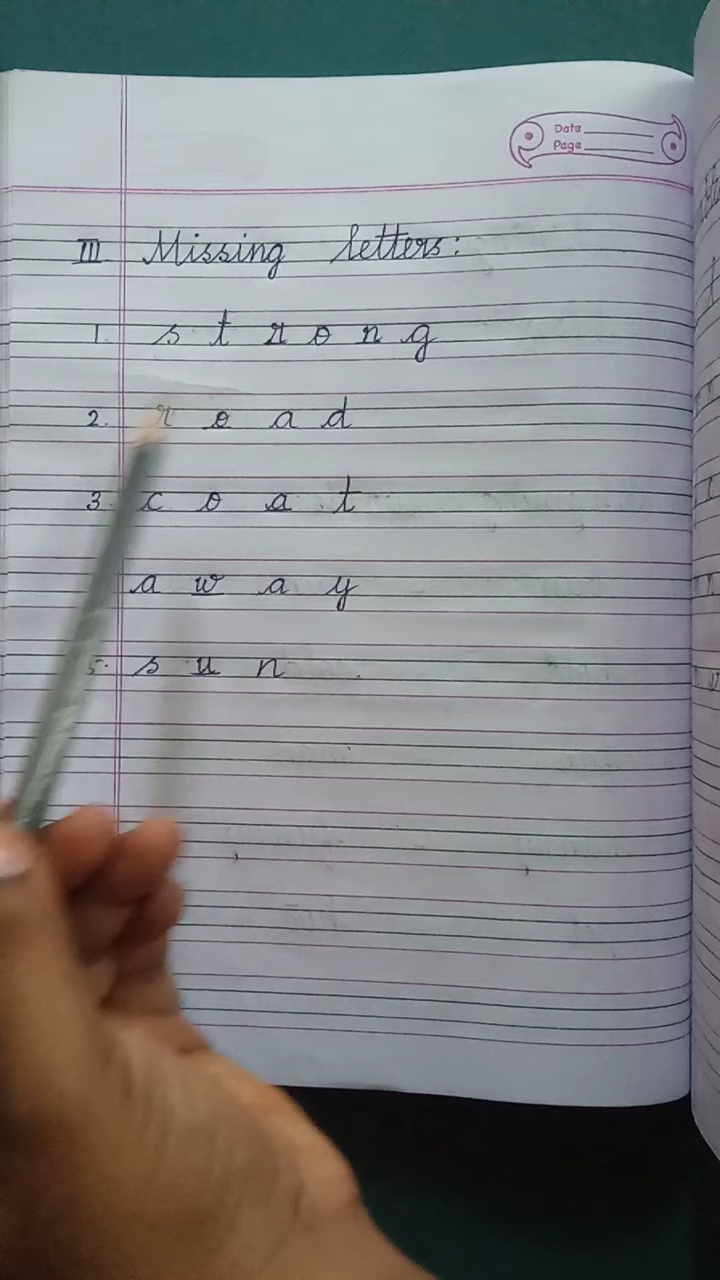 Date
Page
III Missing letters:
1. s t r o n g
2. r o a d
3. c o a t
a w a y
5. s u n